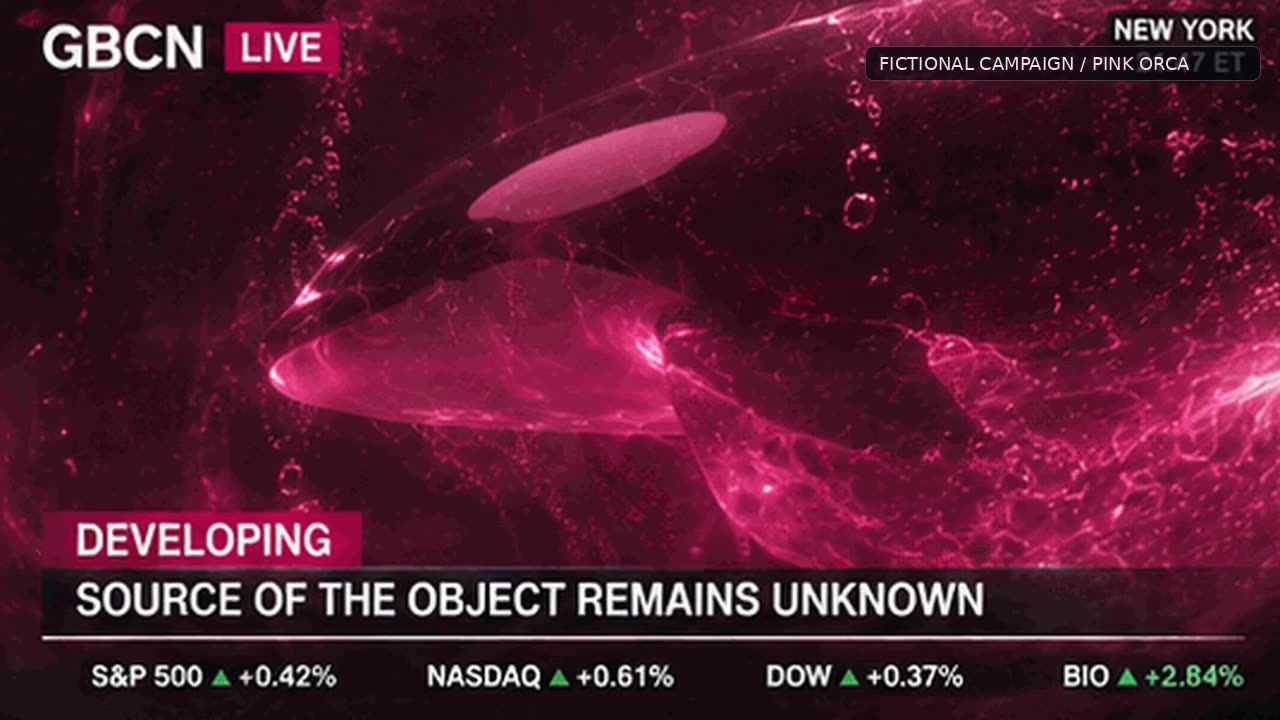 GBCN LIVE
NEW YORK
FICTIONAL CAMPAIGN / PINK ORCA
ET
DEVELOPING
SOURCE OF THE OBJECT REMAINS UNKNOWN
S&P 500 ▲ +0.42% NASDAQ ▲ +0.61% DOW ▲ +0.37% BIO ▲ +2.84%